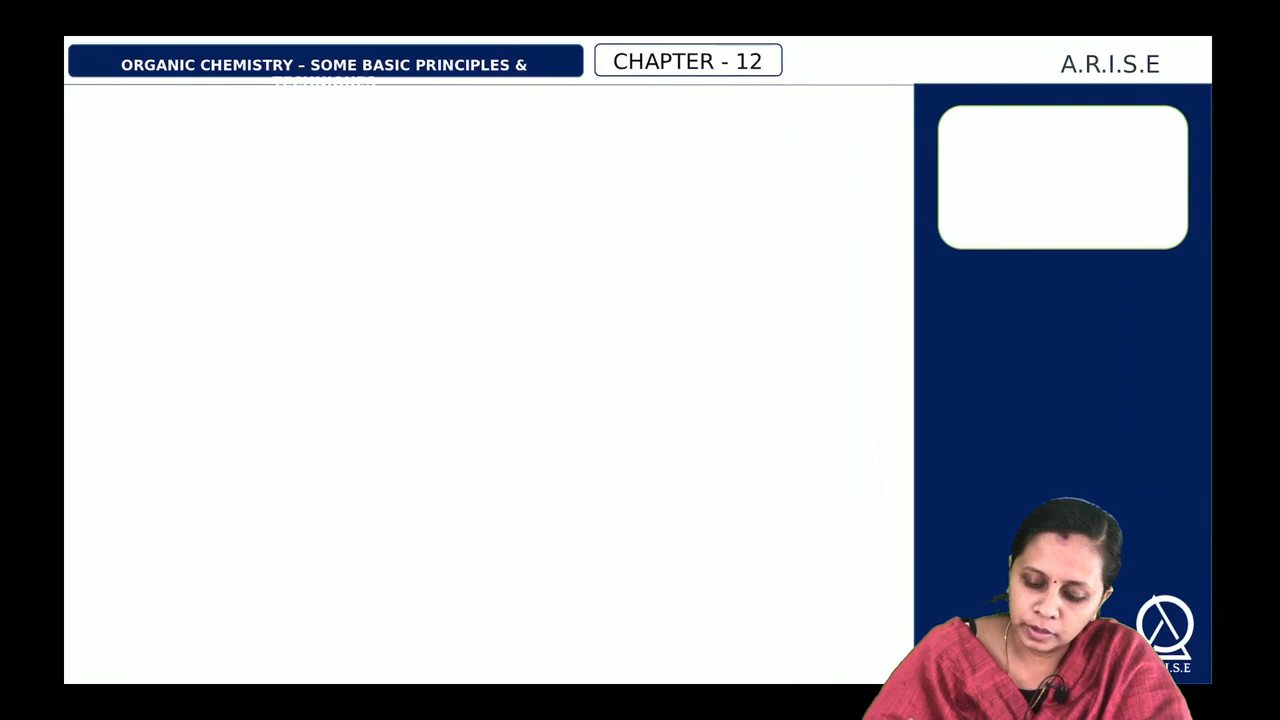 ORGANIC CHEMISTRY – SOME BASIC PRINCIPLES &
CHAPTER - 12
A.R.I.S.E
I.S.E